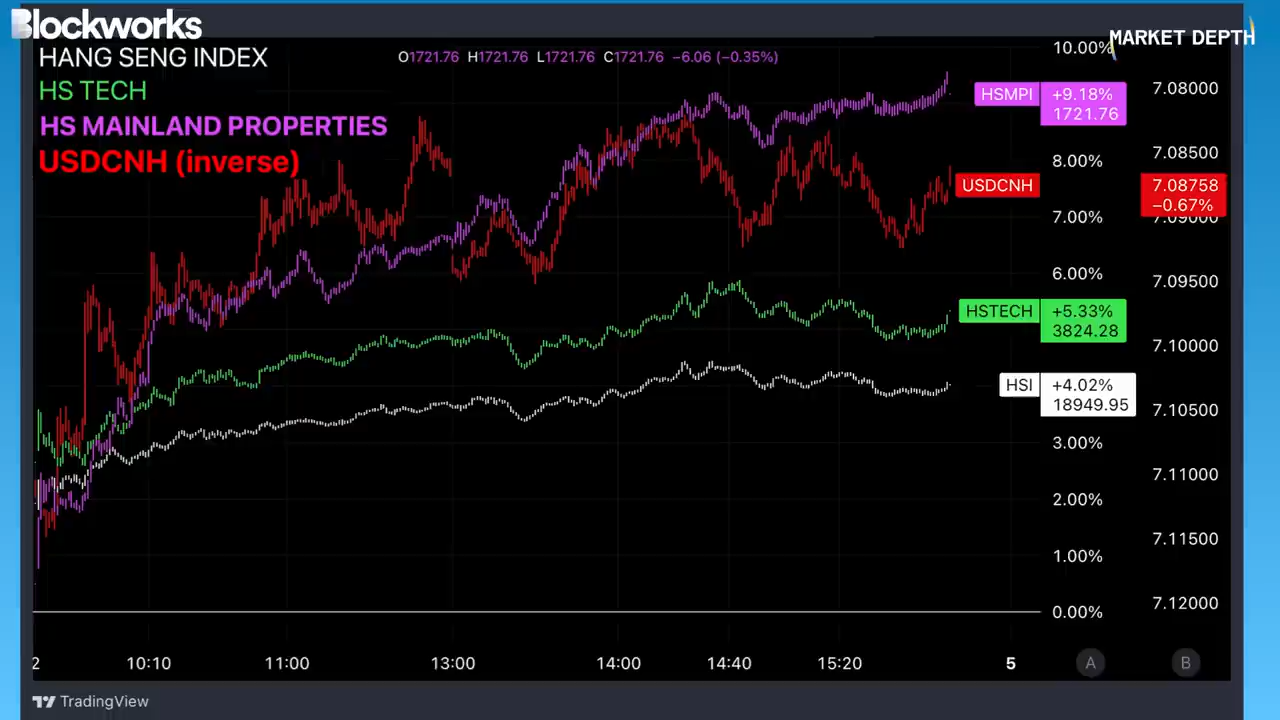 Blockworks
MARKET DEPTH
HANG SENG INDEX
HS TECH
HS MAINLAND PROPERTIES
USDCNH (inverse)
O1721.76 H1721.76 L1721.76 C1721.76 −6.06 (−0.35%)
10.00%
8.00%
7.00%
6.00%
3.00%
2.00%
1.00%
0.00%
HSMPI +9.18%
1721.76
USDCNH
HSTECH +5.33%
3824.28
HSI +4.02%
18949.95
7.08000
7.08500
7.08758
−0.67%
7.09000
7.09500
7.10000
7.10500
7.11000
7.11500
7.12000
2 10:10 11:00 13:00 14:00 14:40 15:20 5 A B
TradingView